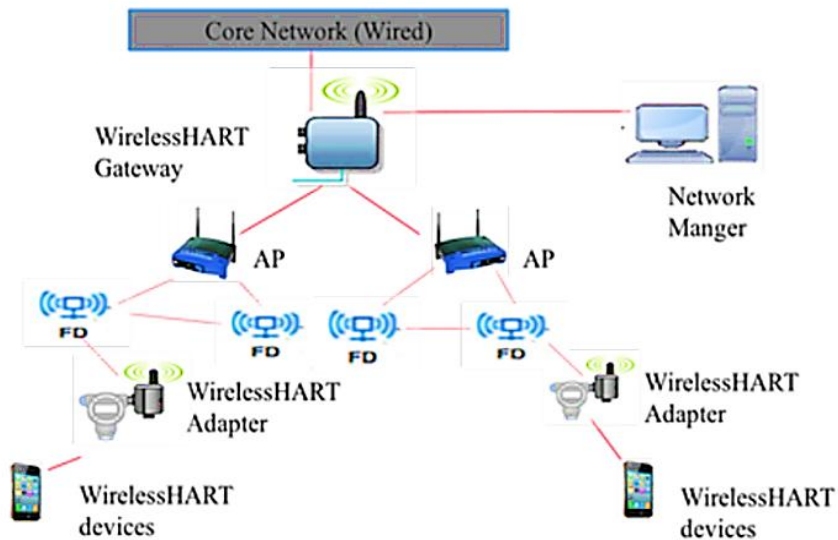 Core Network (Wired)
WirelessHART
Gateway
Network
Manger
AP
AP
FD
FD
FD
FD
WirelessHART
Adapter
WirelessHART
Adapter
WirelessHART
devices
WirelessHART
devices